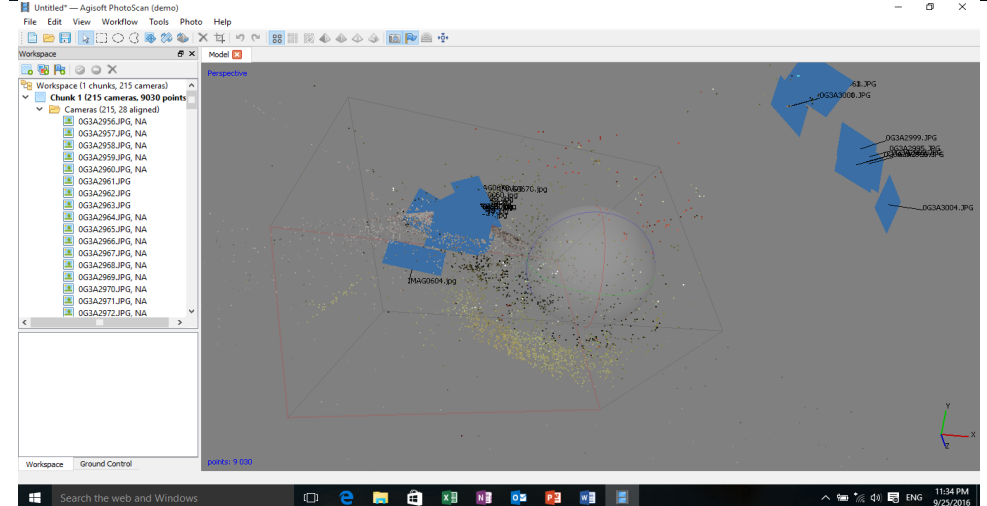 Untitled* — Agisoft PhotoScan (demo)
File Edit View Workflow Tools Photo Help
Workspace
Model
Workspace (1 chunks, 215 cameras)
Chunk 1 (215 cameras, 9030 points
Cameras (215, 28 aligned)
0G3A2956.JPG, NA
0G3A2957.JPG, NA
0G3A2958.JPG, NA
0G3A2959.JPG, NA
0G3A2960.JPG, NA
0G3A2961.JPG
0G3A2962.JPG
0G3A2963.JPG
0G3A2964.JPG, NA
0G3A2965.JPG, NA
0G3A2966.JPG, NA
0G3A2967.JPG, NA
0G3A2968.JPG, NA
0G3A2969.JPG, NA
0G3A2970.JPG, NA
0G3A2971.JPG, NA
0G3A2972.JPG, NA
Perspective
0G3A3000.JPG
0G3A2999.JPG
0G3A2995.JPG
0G3A3004.JPG
IMAG0604.jpg
Y
X
Z
points: 9 030
Workspace Ground Control
Search the web and Windows
ENG
11:34 PM
9/25/2016